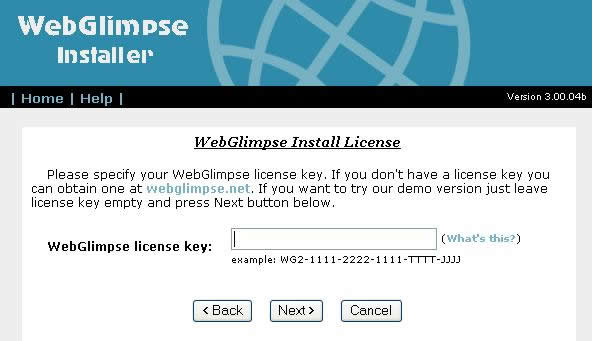 WebGlimpse
Installer
| Home | Help |
Version 3.00.04b
WebGlimpse Install License
Please specify your WebGlimpse license key. If you don't have a license key you
can obtain one at webglimpse.net. If you want to try our demo version just leave
license key empty and press Next button below.
WebGlimpse license key:
(What's this?)
example: WG2-1111-2222-1111-TTTT-JJJJ
< Back
Next >
Cancel